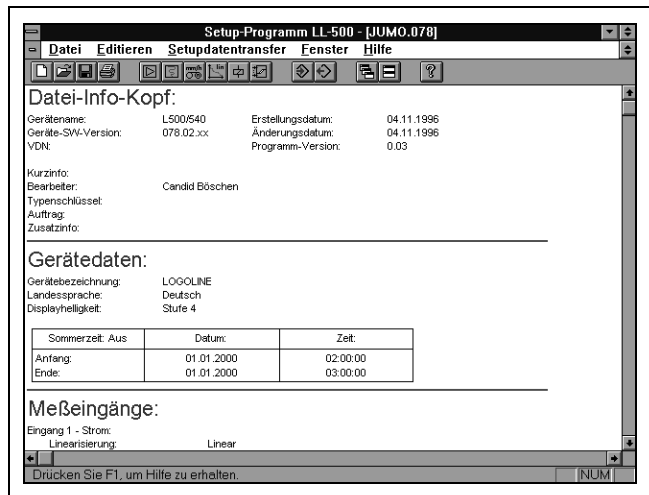 Setup-Programm LL-500 - [JUMO.078]
Datei Editieren Setupdatentransfer Fenster Hilfe
Datei-Info-Kopf:
Gerätename: L500/540 Erstellungsdatum: 04.11.1996
Geräte-SW-Version: 078.02.xx Änderungsdatum: 04.11.1996
VDN: Programm-Version: 0.03
Kurzinfo:
Bearbeiter: Candid Böschen
Typenschlüssel:
Auftrag:
Zusatzinfo:
Gerätedaten:
Gerätebezeichnung: LOGOLINE
Landessprache: Deutsch
Displayhelligkeit: Stufe 4
Sommerzeit: Aus Datum: Zeit:
Anfang: 01.01.2000 02:00:00
Ende: 01.01.2000 03:00:00
Meßeingänge:
Eingang 1 - Strom:
Linearisierung: Linear
Drücken Sie F1, um Hilfe zu erhalten. NUM